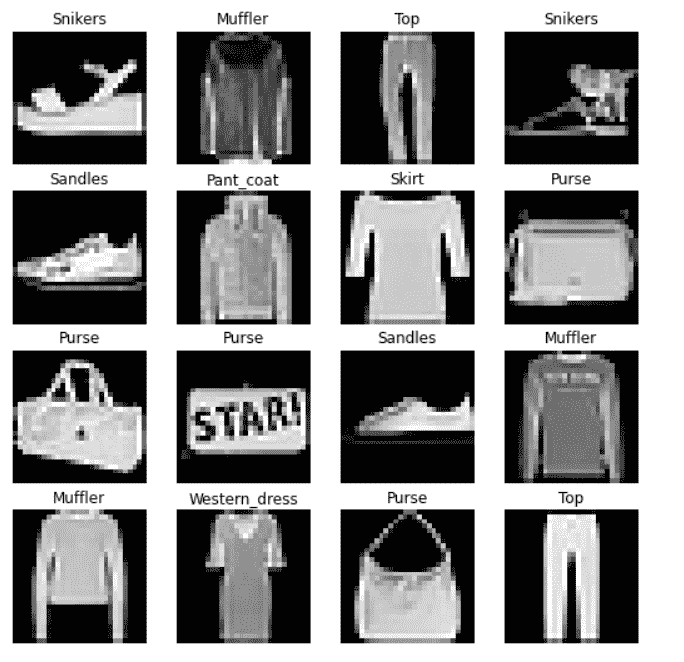 Snikers Muffler Top Snikers
Sandles Pant_coat Skirt Purse
Purse Purse Sandles Muffler
STAR
Muffler Western_dress Purse Top